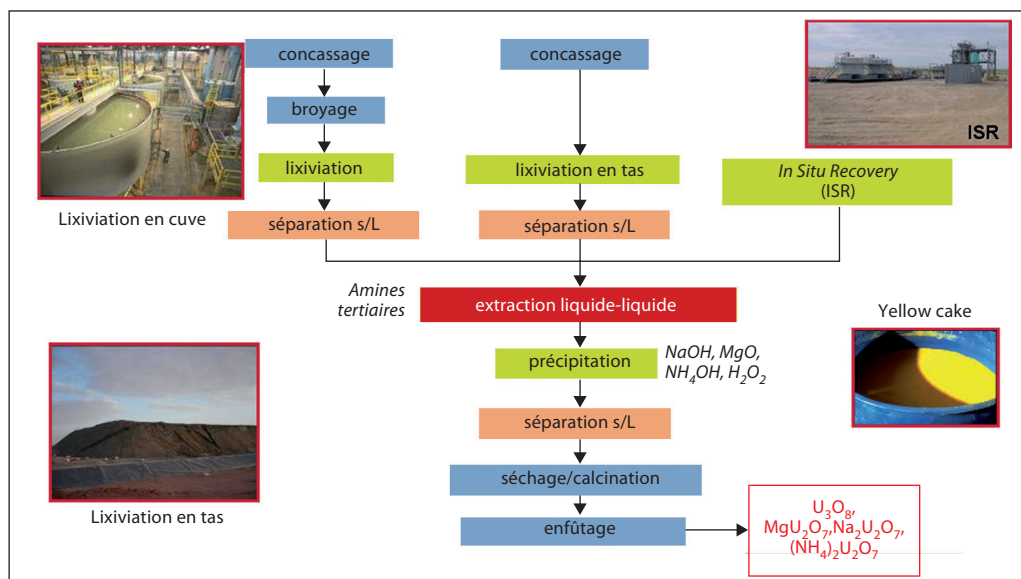 concassage
broyage
lixiviation
séparation s/L
Lixiviation en cuve
concassage
lixiviation en tas
séparation s/L
ISR
In Situ Recovery
(ISR)
Amines
tertiaires
extraction liquide-liquide
précipitation
NaOH, MgO,
NH₄OH, H₂O₂
Yellow cake
séparation s/L
séchage/calcination
enfûtage
U₃O₈,
MgU₂O₇,Na₂U₂O₇,
(NH₄)₂U₂O₇
Lixiviation en tas